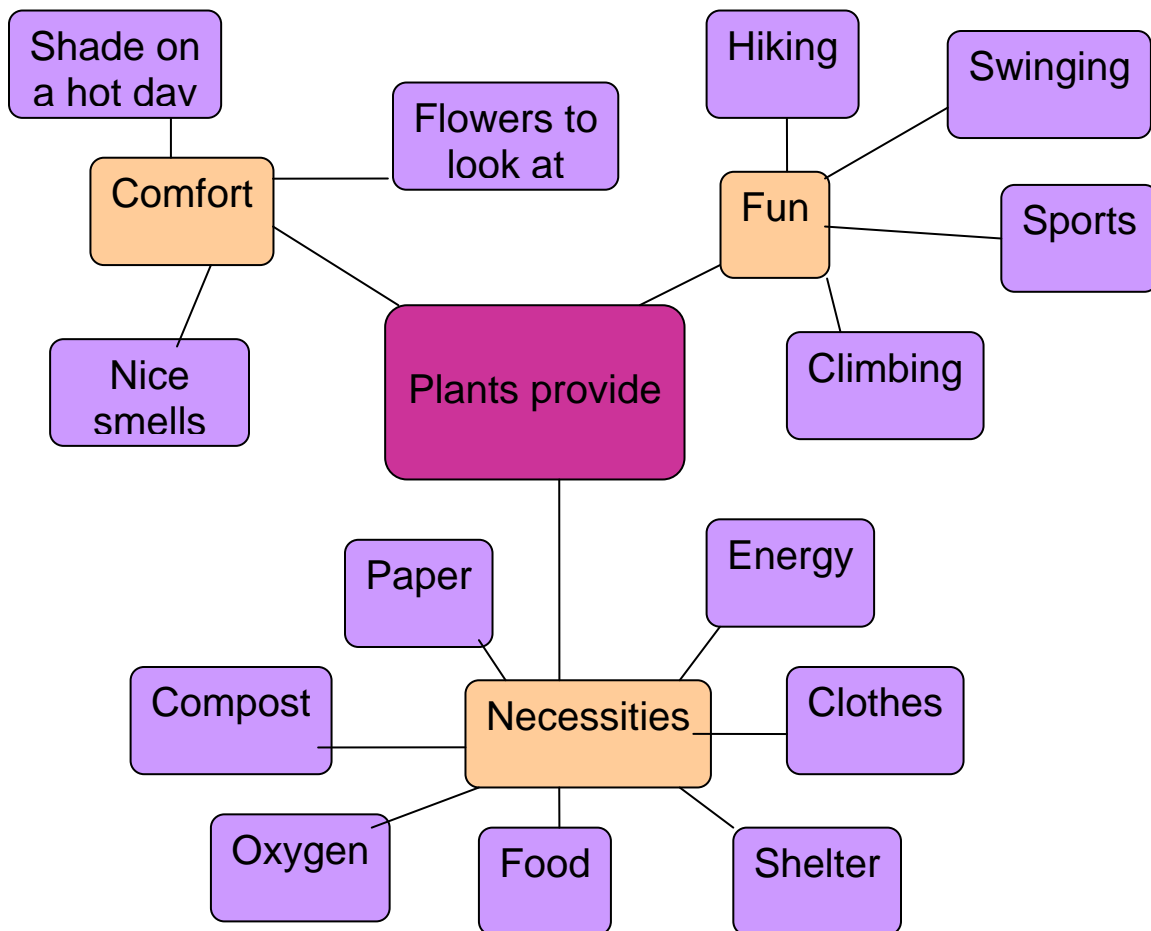 Shade on
a hot day
Flowers to
look at
Hiking
Swinging
Comfort
Fun
Sports
Nice
smells
Plants provide
Climbing
Paper
Energy
Compost
Necessities
Clothes
Oxygen
Food
Shelter